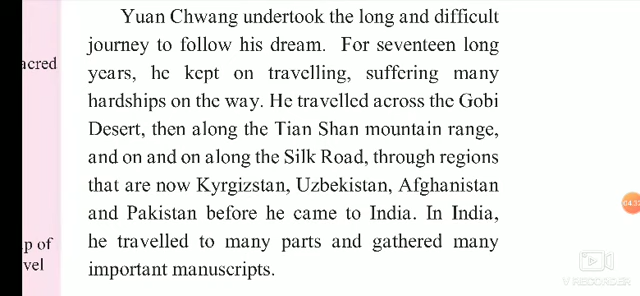 Yuan Chwang undertook the long and difficult
journey to follow his dream. For seventeen long
acred
years, he kept on travelling, suffering many
hardships on the way. He travelled across the Gobi
Desert, then along the Tian Shan mountain range,
and on and on along the Silk Road, through regions
that are now Kyrgizstan, Uzbekistan, Afghanistan
and Pakistan before he came to India. In India,
p of
he travelled to many parts and gathered many
vel
important manuscripts.
V RECORDER